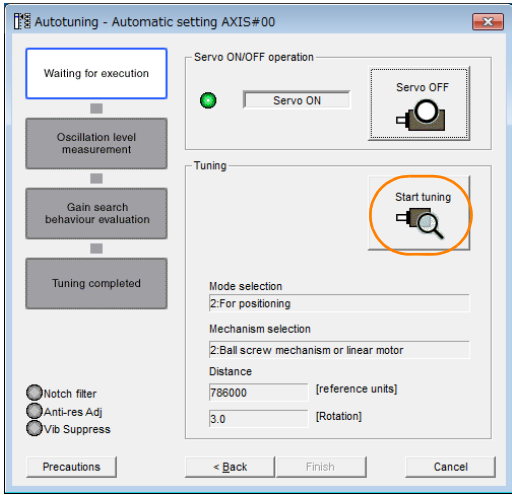 Autotuning - Automatic setting AXIS#00
Waiting for execution
Oscillation level
measurement
Gain search
behaviour evaluation
Tuning completed
Notch filter
Anti-res Adj
Vib Suppress
Servo ON/OFF operation
Servo ON
Servo OFF
Tuning
Start tuning
Mode selection
2:For positioning
Mechanism selection
2:Ball screw mechanism or linear motor
Distance
786000 [reference units]
3.0 [Rotation]
Precautions
< Back
Finish
Cancel